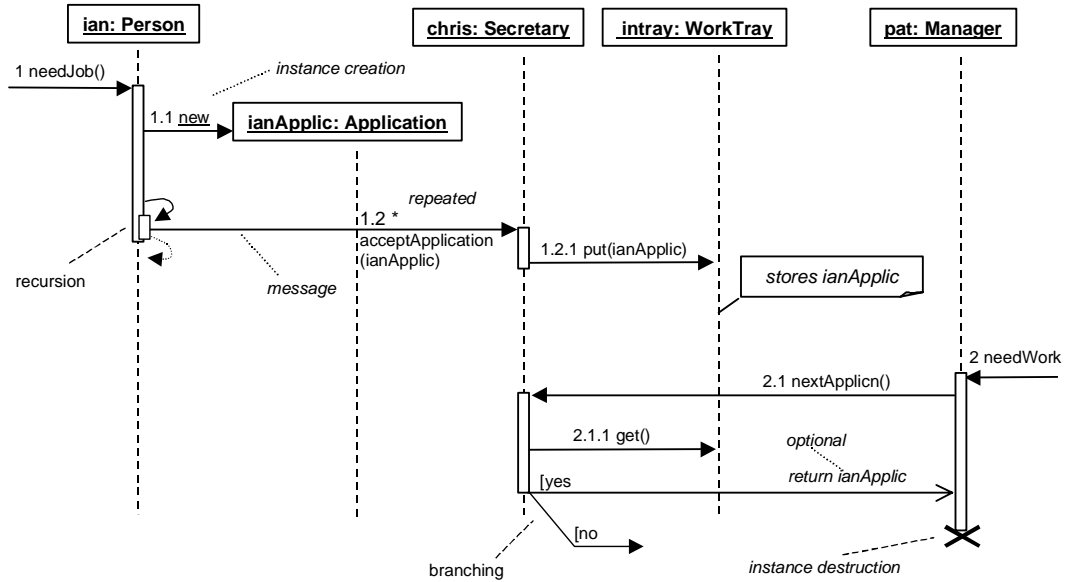 ian: Person
chris: Secretary
intray: WorkTray
pat: Manager
1 needJob()
instance creation
1.1 new
ianApplic: Application
repeated
1.2 *
acceptApplication
(ianApplic)
1.2.1 put(ianApplic)
stores ianApplic
recursion
message
2 needWork
2.1 nextApplicn()
2.1.1 get()
optional
[yes
return ianApplic
[no
branching
instance destruction